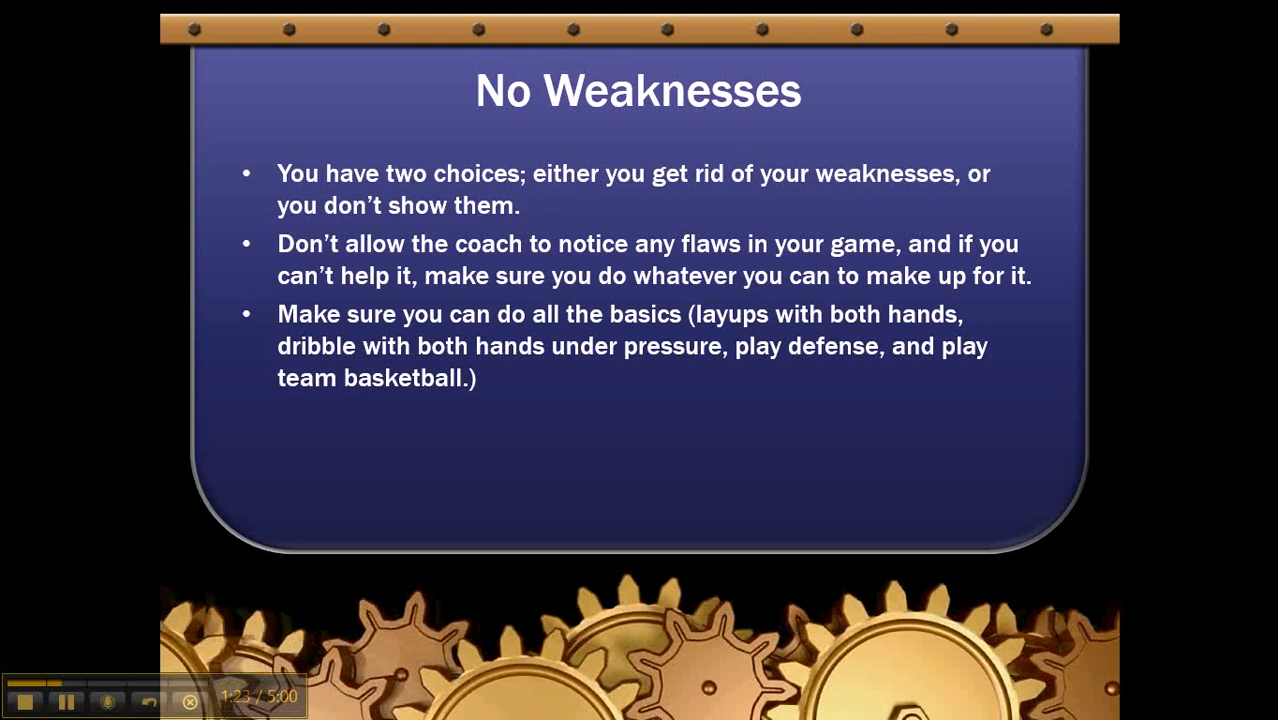 No Weaknesses
• You have two choices; either you get rid of your weaknesses, or
you don't show them.
• Don't allow the coach to notice any flaws in your game, and if you
can't help it, make sure you do whatever you can to make up for it.
• Make sure you can do all the basics (layups with both hands,
dribble with both hands under pressure, play defense, and play
team basketball.)
1:23 / 5:00